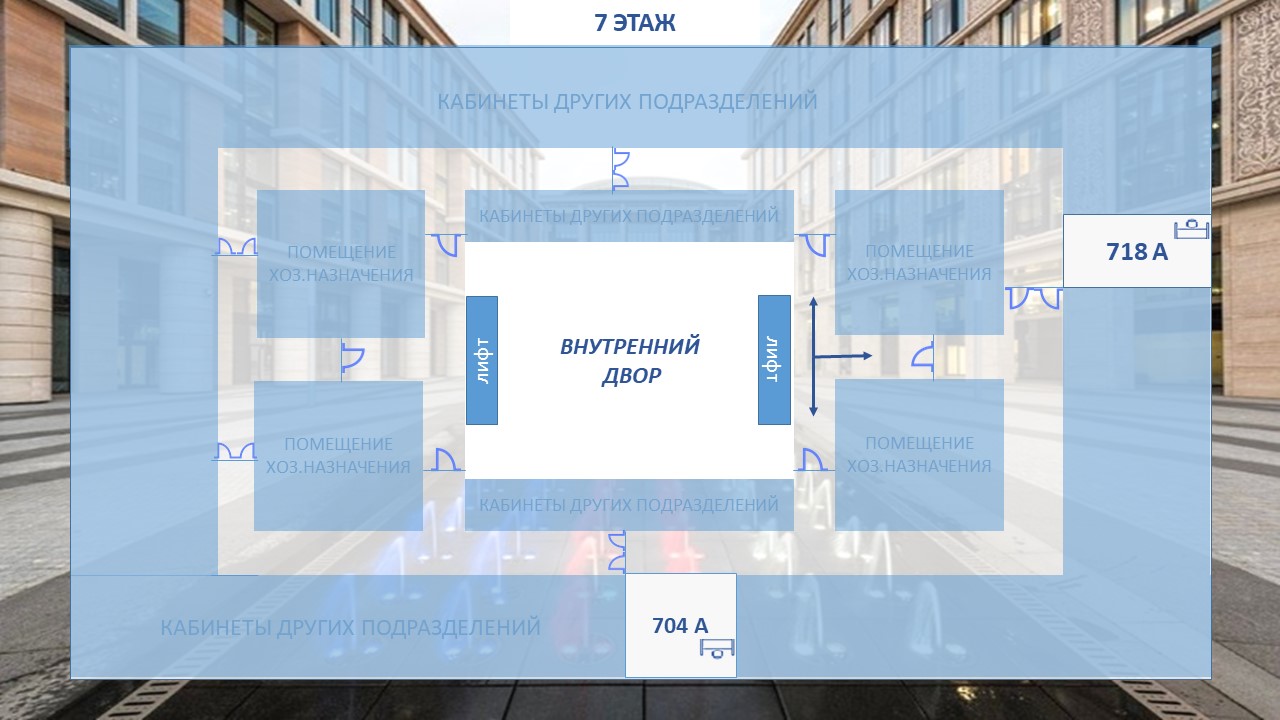 7 ЭТАЖ
КАБИНЕТЫ ДРУГИХ ПОДРАЗДЕЛЕНИЙ
КАБИНЕТЫ ДРУГИХ ПОДРАЗДЕЛЕНИЙ
ПОМЕЩЕНИЕ
ХОЗ.НАЗНАЧЕНИЯ
ПОМЕЩЕНИЕ
ХОЗ.НАЗНАЧЕНИЯ
718 А
лифт
ВНУТРЕННИЙ
ДВОР
лифт
ПОМЕЩЕНИЕ
ХОЗ.НАЗНАЧЕНИЯ
ПОМЕЩЕНИЕ
ХОЗ.НАЗНАЧЕНИЯ
КАБИНЕТЫ ДРУГИХ ПОДРАЗДЕЛЕНИЙ
КАБИНЕТЫ ДРУГИХ ПОДРАЗДЕЛЕНИЙ
704 А